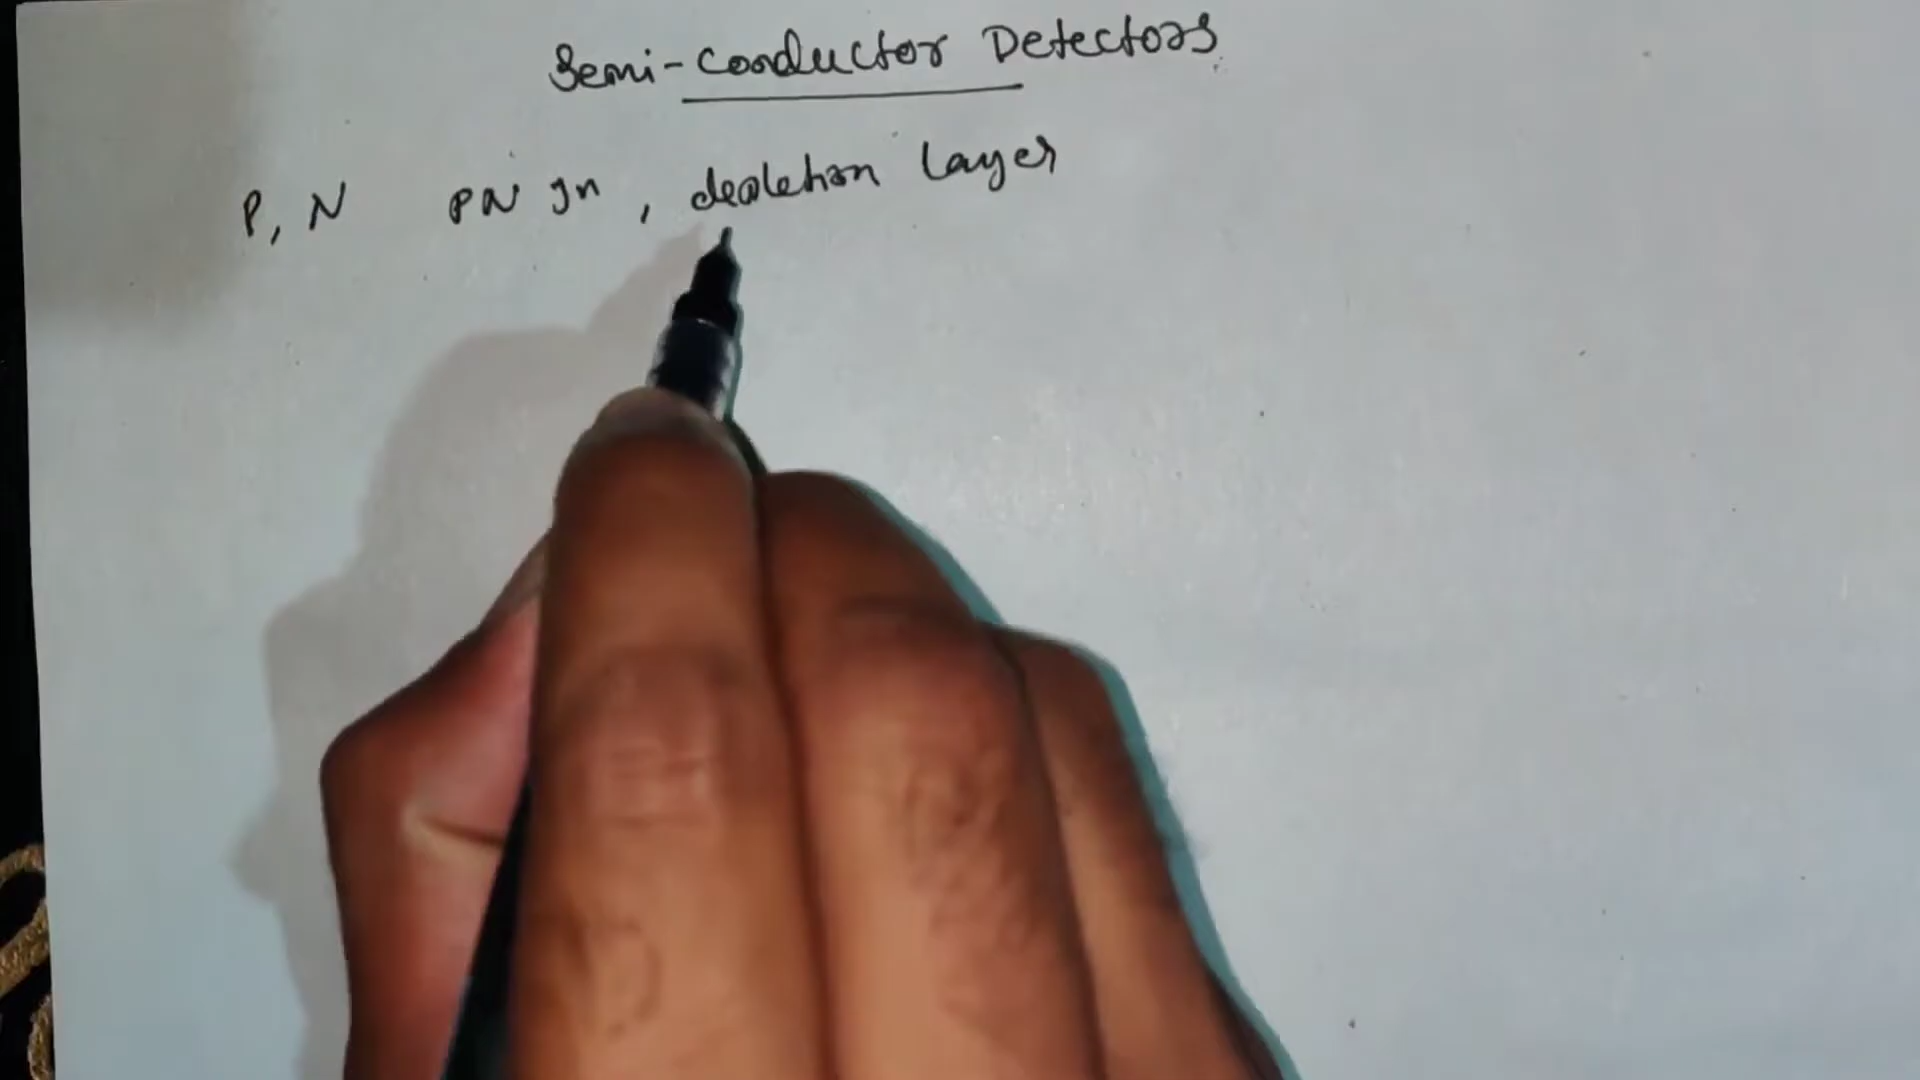 Semi-conductor Detectors
P, N PN Jn, depletion layer